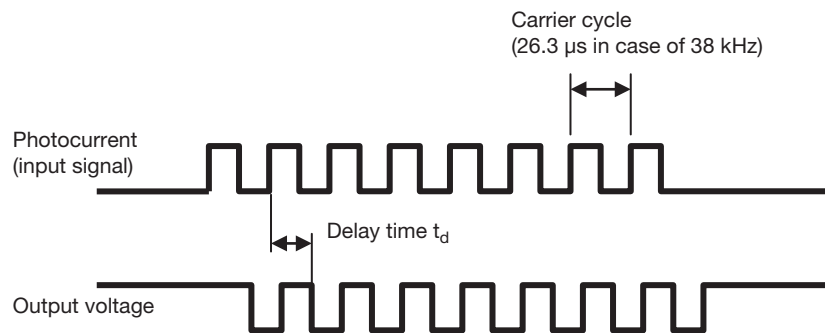 Carrier cycle
(26.3 µs in case of 38 kHz)
Photocurrent
(input signal)
Delay time td
Output voltage